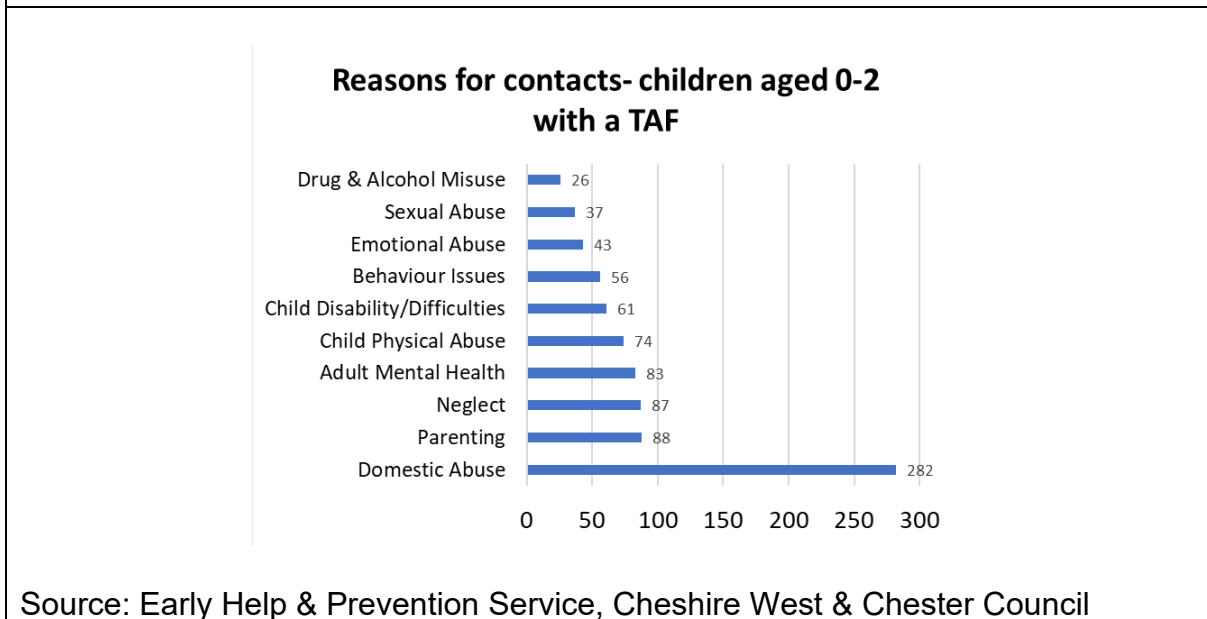 Reasons for contacts- children aged 0-2
with a TAF
Drug & Alcohol Misuse 26
Sexual Abuse 37
Emotional Abuse 43
Behaviour Issues 56
Child Disability/Difficulties 61
Child Physical Abuse 74
Adult Mental Health 83
Neglect 87
Parenting 88
Domestic Abuse 282
0 50 100 150 200 250 300
Source: Early Help & Prevention Service, Cheshire West & Chester Council